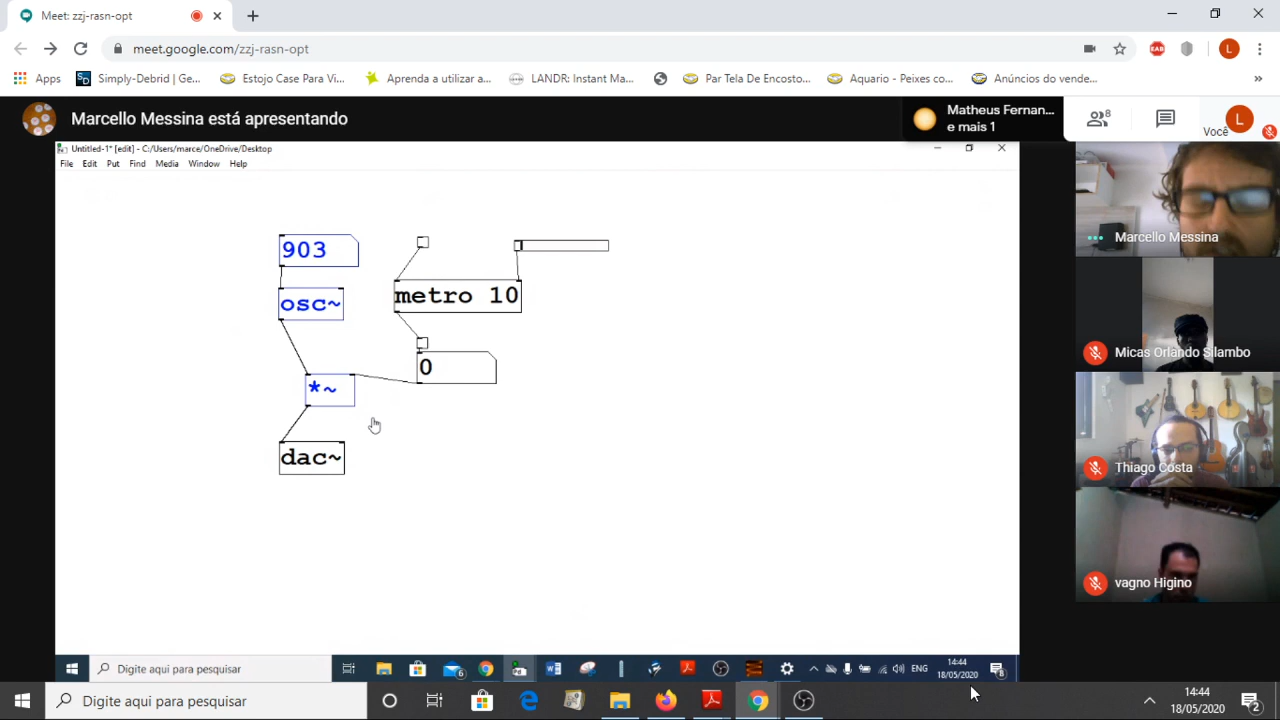 Meet: zzj-rasn-opt
meet.google.com/zzj-rasn-opt
Apps
Simply-Debrid | Ge...
Estojo Case Para Vi...
Aprenda a utilizar a...
LANDR: Instant Ma...
Par Tela De Encosto...
Aquario - Peixes co...
Anúncios do vende...
»
Marcello Messina está apresentando
Matheus Fernan...
e mais 1
8
Você
L
Untitled-1* [edit] - C:/Users/marce/OneDrive/Desktop
File Edit Put Find Media Window Help
903
osc~
metro 10
0
*~
dac~
Marcello Messina
Micas Orlando Silambo
Thiago Costa
vagno Higino
Digite aqui para pesquisar
6
ENG
14:44
18/05/2020
8
Digite aqui para pesquisar
14:44
18/05/2020
2